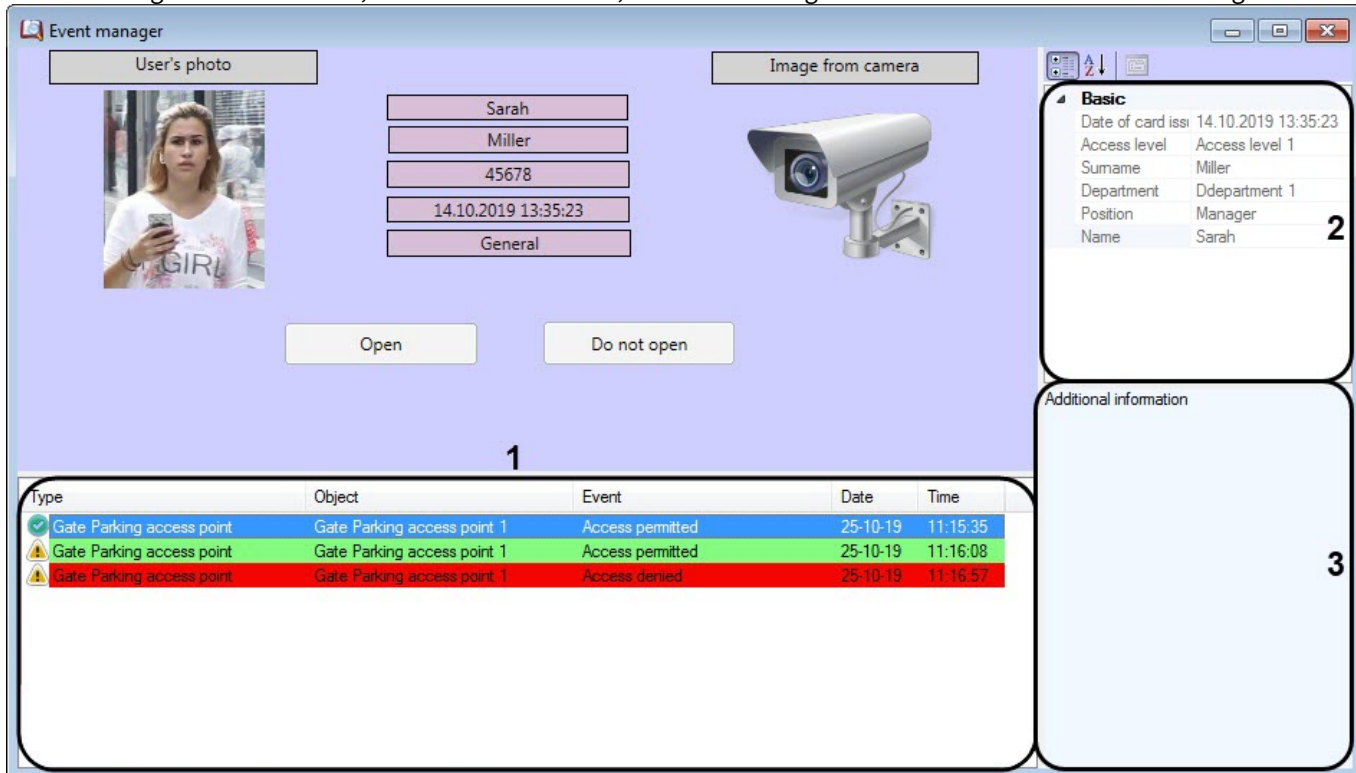 Event manager
User's photo
Image from camera
Sarah
Miller
45678
14.10.2019 13:35:23
General
GIRL
Open
Do not open
Basic
Date of card issu 14.10.2019 13:35:23
Access level Access level 1
Surname Miller
Department Ddepartment 1
Position Manager
Name Sarah
2
Additional information
3
1
Type Object Event Date Time
Gate Parking access point Gate Parking access point 1 Access permitted 25-10-19 11:15:35
Gate Parking access point Gate Parking access point 1 Access permitted 25-10-19 11:16:08
Gate Parking access point Gate Parking access point 1 Access denied 25-10-19 11:16:57